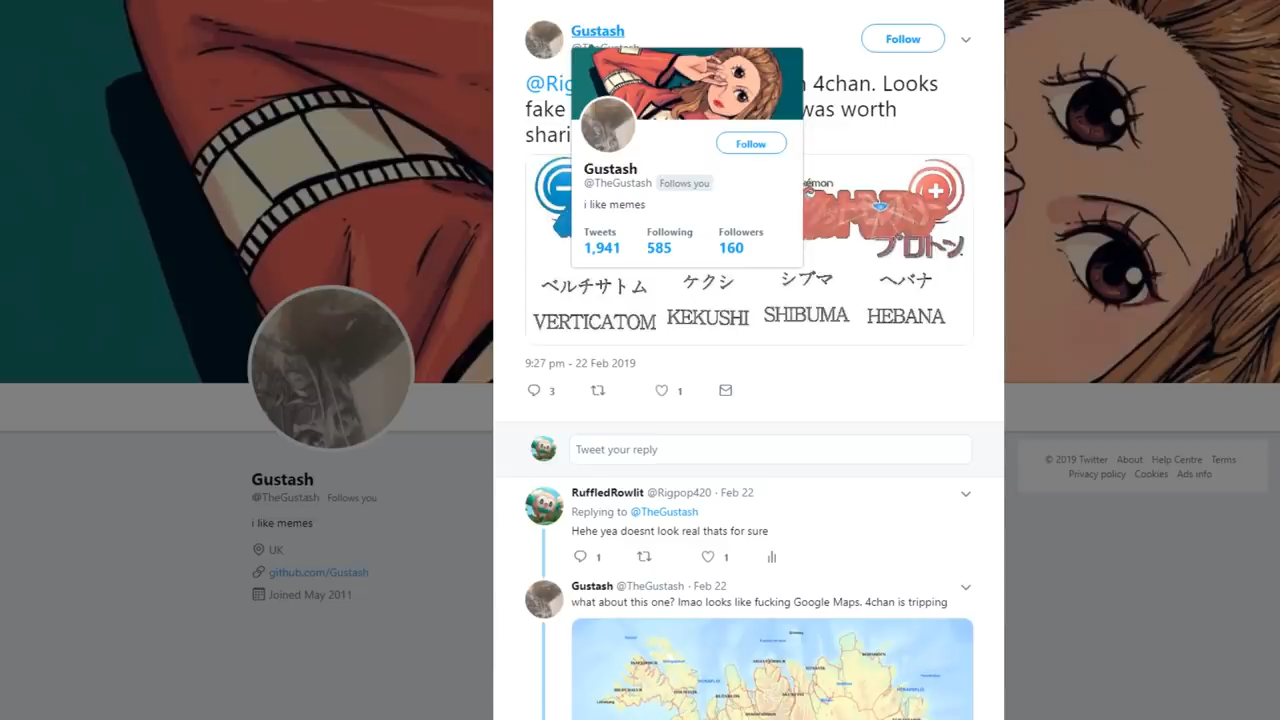 Gustash
Follow
@Rig
4chan. Looks
fake
was worth
shari
Follow
Gustash
@TheGustash Follows you
i like memes
Tweets Following Followers
1,941 585 160
プロトン
ベルチサトム ケクシ シブマ ヘバナ
VERTICATOM KEKUSHI SHIBUMA HEBANA
9:27 pm - 22 Feb 2019
3 1
Tweet your reply
RuffledRowlit @Rigpop420 · Feb 22
Replying to @TheGustash
Hehe yea doesnt look real thats for sure
1 1
Gustash @TheGustash · Feb 22
what about this one? lmao looks like fucking Google Maps. 4chan is tripping
Gustash
@TheGustash Follows you
i like memes
UK
github.com/Gustash
Joined May 2011
© 2019 Twitter About Help Centre Terms
Privacy policy Cookies Ads info